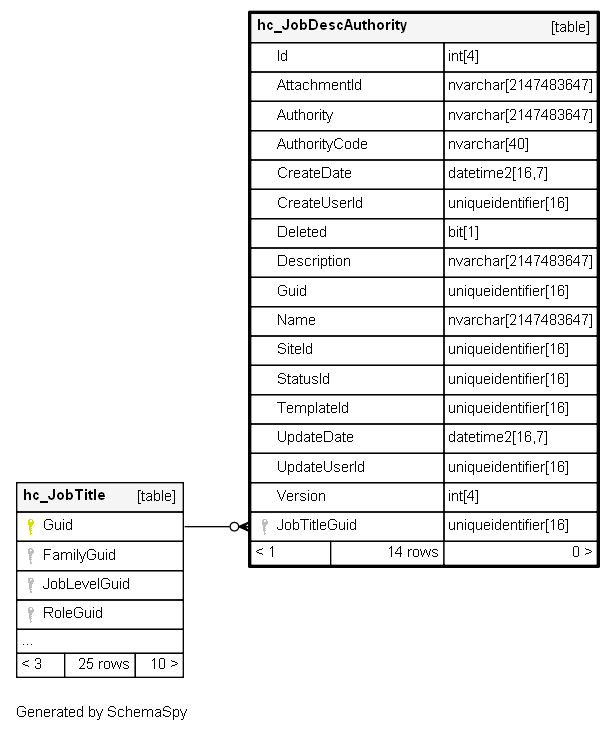 hc_JobDescAuthority [table]
Id int[4]
AttachmentId nvarchar[2147483647]
Authority nvarchar[2147483647]
AuthorityCode nvarchar[40]
CreateDate datetime2[16,7]
CreateUserId uniqueidentifier[16]
Deleted bit[1]
Description nvarchar[2147483647]
Guid uniqueidentifier[16]
Name nvarchar[2147483647]
SiteId uniqueidentifier[16]
StatusId uniqueidentifier[16]
TemplateId uniqueidentifier[16]
UpdateDate datetime2[16,7]
UpdateUserId uniqueidentifier[16]
Version int[4]
JobTitleGuid uniqueidentifier[16]
< 1 14 rows 0 >
hc_JobTitle [table]
Guid
FamilyGuid
JobLevelGuid
RoleGuid
...
< 3 25 rows 10 >
Generated by SchemaSpy